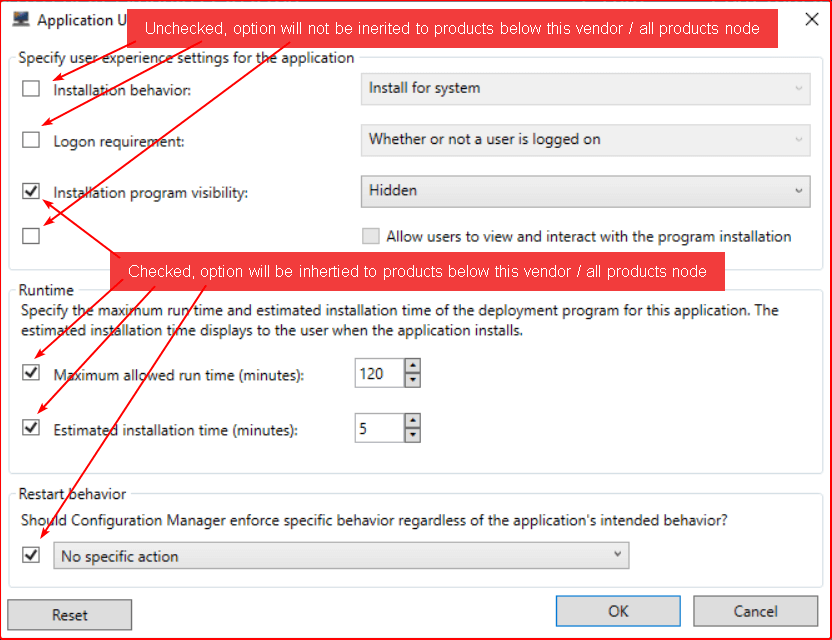 Application U
Unchecked, option will not be inerited to products below this vendor / all products node
Specify user experience settings for the application
Installation behavior:
Install for system
Logon requirement:
Whether or not a user is logged on
Installation program visibility:
Hidden
Allow users to view and interact with the program installation
Checked, option will be inhertied to products below this vendor / all products node
Runtime
Specify the maximum run time and estimated installation time of the deployment program for this application. The
estimated installation time displays to the user when the application installs.
Maximum allowed run time (minutes):
120
Estimated installation time (minutes):
5
Restart behavior
Should Configuration Manager enforce specific behavior regardless of the application's intended behavior?
No specific action
Reset
OK
Cancel